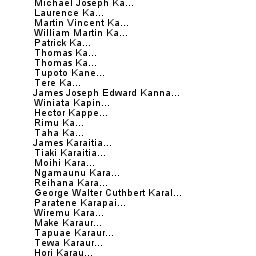 Michael Joseph Ka...
Laurence Ka...
Martin Vincent Ka...
William Martin Ka...
Patrick Ka...
Thomas Ka...
Thomas Ka...
Tupoto Kane...
Tere Ka...
James Joseph Edward Kanna...
Winiata Kapin...
Hector Kappe...
Rimu Ka...
Taha Ka...
James Karaitia...
Tiaki Karaitia...
Moihi Kara...
Ngamaunu Kara...
Reihana Kara...
George Walter Cuthbert Karal...
Paratene Karapai...
Wiremu Kara...
Make Karaur...
Tapuae Karaur...
Tewa Karaur...
Hori Karau...